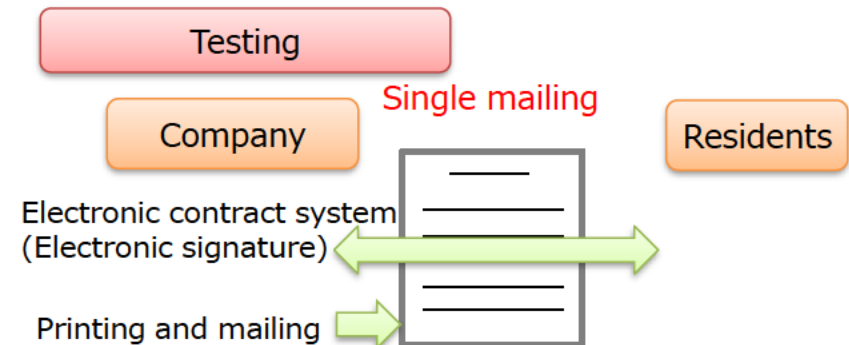 Testing
Single mailing
Company
Residents
Electronic contract system
(Electronic signature)
Printing and mailing